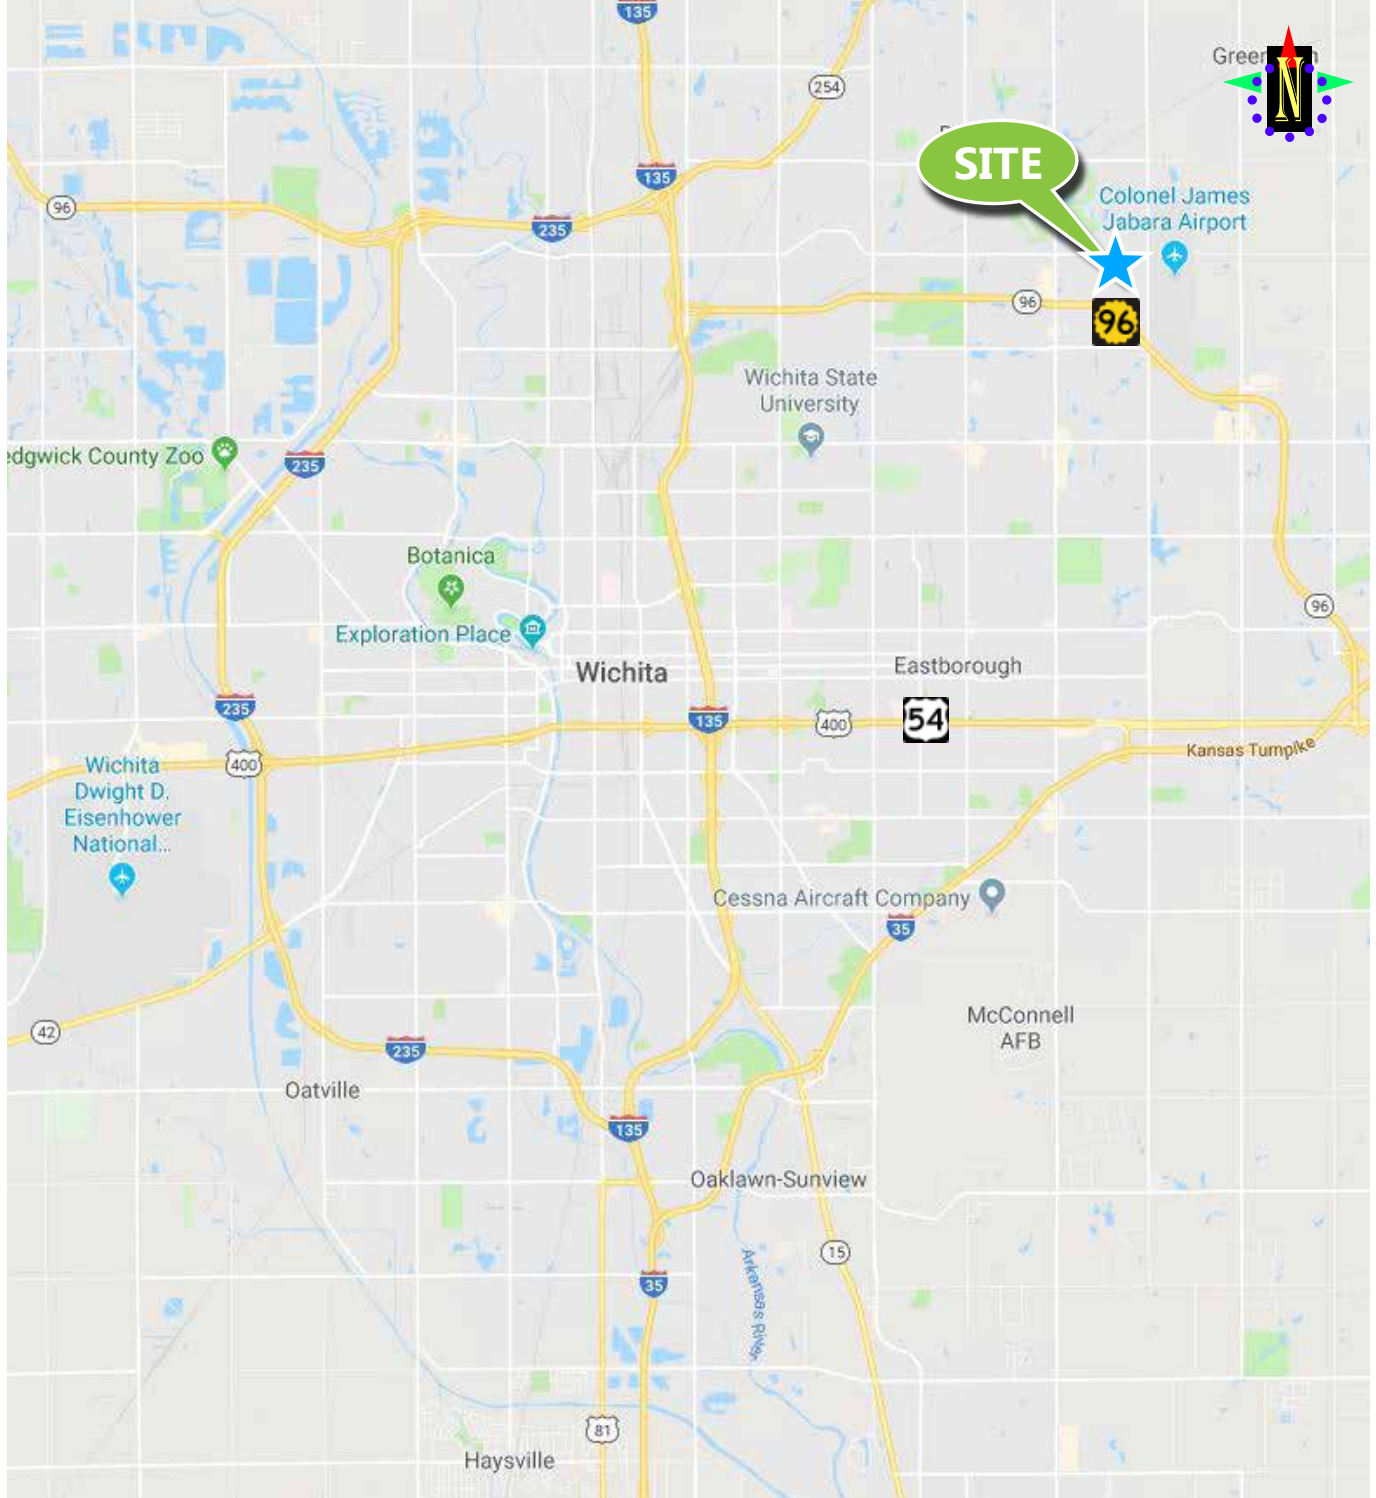 135
254
N
SITE
135
Colonel James
Jabara Airport
96
235
96
96
Wichita State
University
edgwick County Zoo
235
Botanica
96
Exploration Place
Wichita
Eastborough
235
135
400
54
400
Kansas Turnpike
Wichita
Dwight D.
Eisenhower
National...
Cessna Aircraft Company
35
McConnell
AFB
42
235
Oatville
135
Oaklawn-Sunview
15
Arkansas River
35
81
Haysville